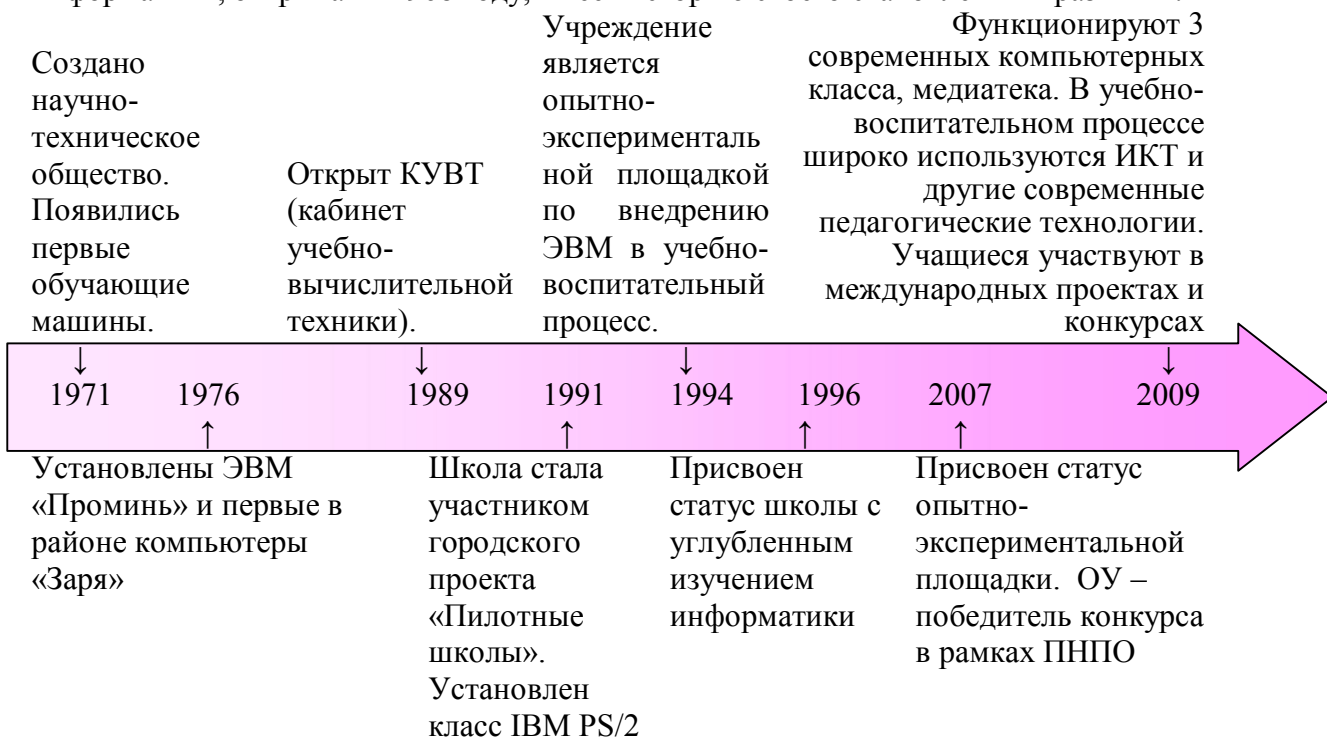 Создано
научно-
техническое
общество.
Появились
первые
обучающие
машины.
Открыт КУВТ
(кабинет
учебно-
вычислительной
техники).
Учреждение
является
опытно-
эксперименталь
ной площадкой
по внедрению
ЭВМ в учебно-
воспитательный
процесс.
Функционируют 3
современных компьютерных
класса, медиатека. В учебно-
воспитательном процессе
широко используются ИКТ и
другие современные
педагогические технологии.
Учащиеся участвуют в
международных проектах и
конкурсах
↓ ↓ ↓ ↓
1971 1976 1989 1991 1994 1996 2007 2009
↑ ↑ ↑ ↑
Установлены ЭВМ
«Проминь» и первые в
районе компьютеры
«Заря»
Школа стала
участником
городского
проекта
«Пилотные
школы».
Установлен
класс IBM PS/2
Присвоен
статус школы с
углубленным
изучением
информатики
Присвоен статус
опытно-
экспериментальной
площадки. ОУ –
победитель конкурса
в рамках ПНПО